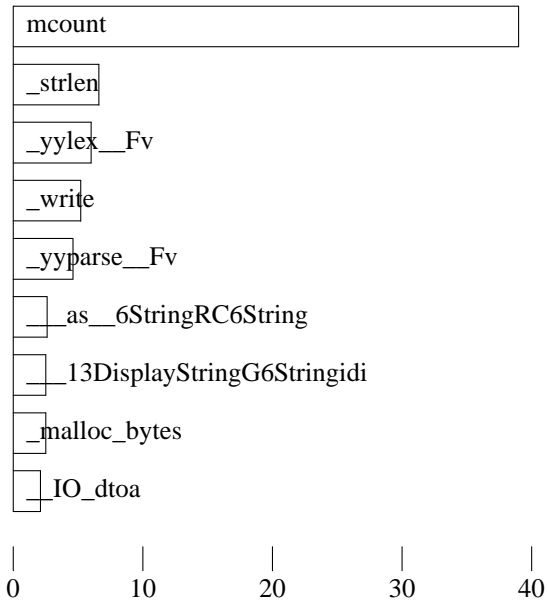 mcount
_strlen
_yylex__Fv
_write
_yyparse__Fv
___as__6StringRC6String
___13DisplayStringG6Stringidi
_malloc_bytes
__IO_dtoa
0 10 20 30 40